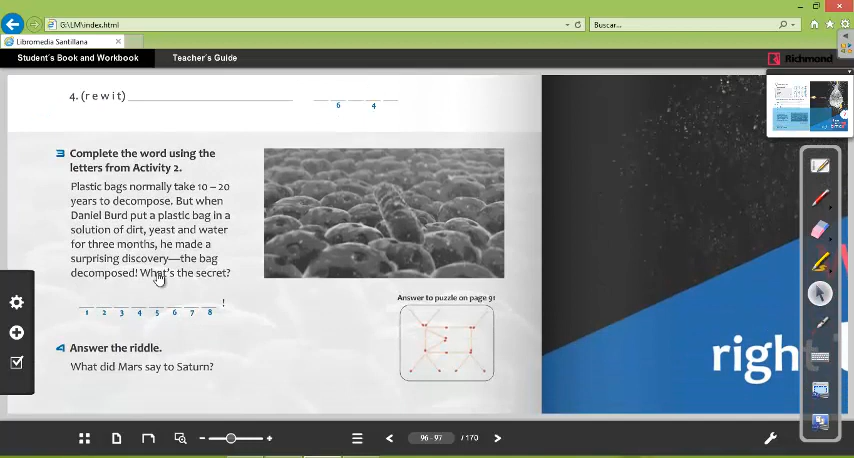 G:\LM\index.html
Buscar...
Libromedia Santillana
Student´s Book and Workbook
Teacher´s Guide
Richmond
4. (r e w i t)
6 4
3 Complete the word using the
letters from Activity 2.
Plastic bags normally take 10 – 20
years to decompose. But when
Daniel Burd put a plastic bag in a
solution of dirt, yeast and water
for three months, he made a
surprising discovery—the bag
decomposed! What's the secret?
!
1 2 3 4 5 6 7 8
4 Answer the riddle.
What did Mars say to Saturn?
Answer to puzzle on page 91
right
96 - 97 / 170